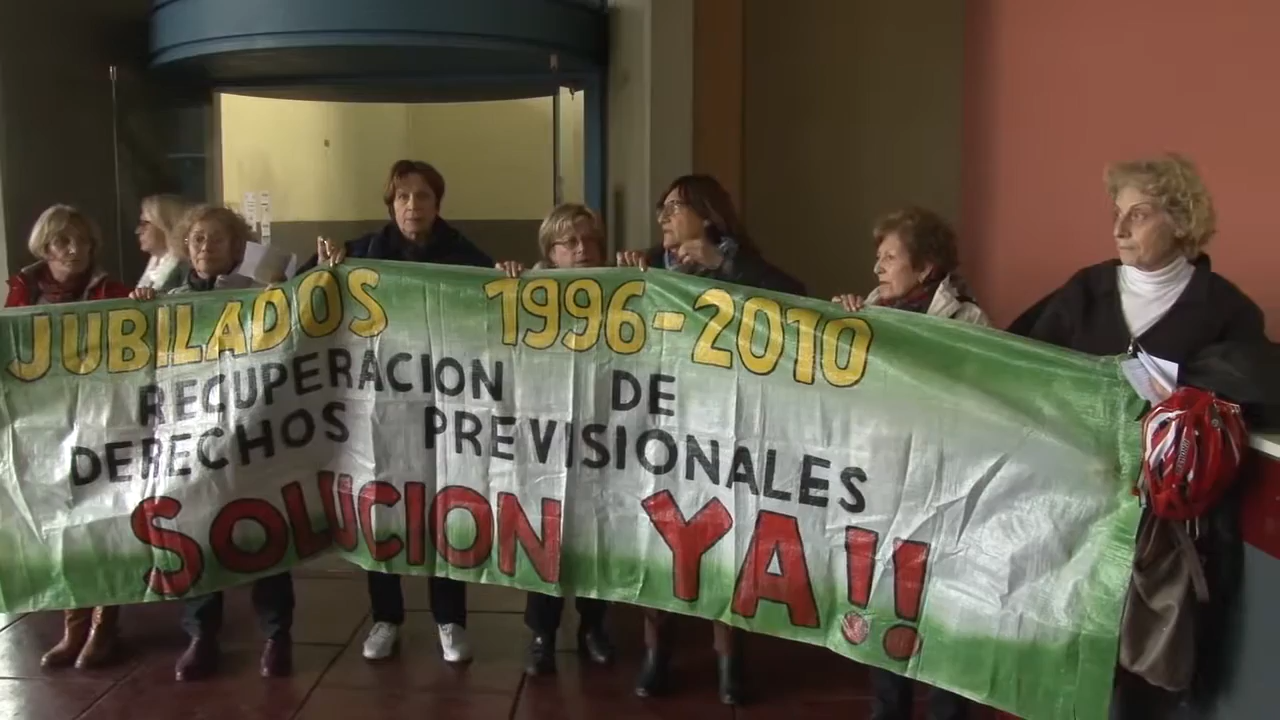 JUBILADOS 1996-2010
RECUPERACION DE
DERECHOS PREVISIONALES
SOLUCION YA!!